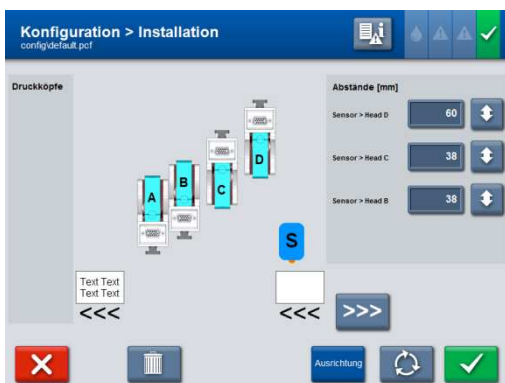 Konfiguration > Installation
config\default.pcf
Druckköpfe
Abstände [mm]
Sensor > Head D
60
Sensor > Head C
38
Sensor > Head B
38
A
B
C
D
S
Text Text
Text Text
<<<
<<<
>>>
Ausrichtung